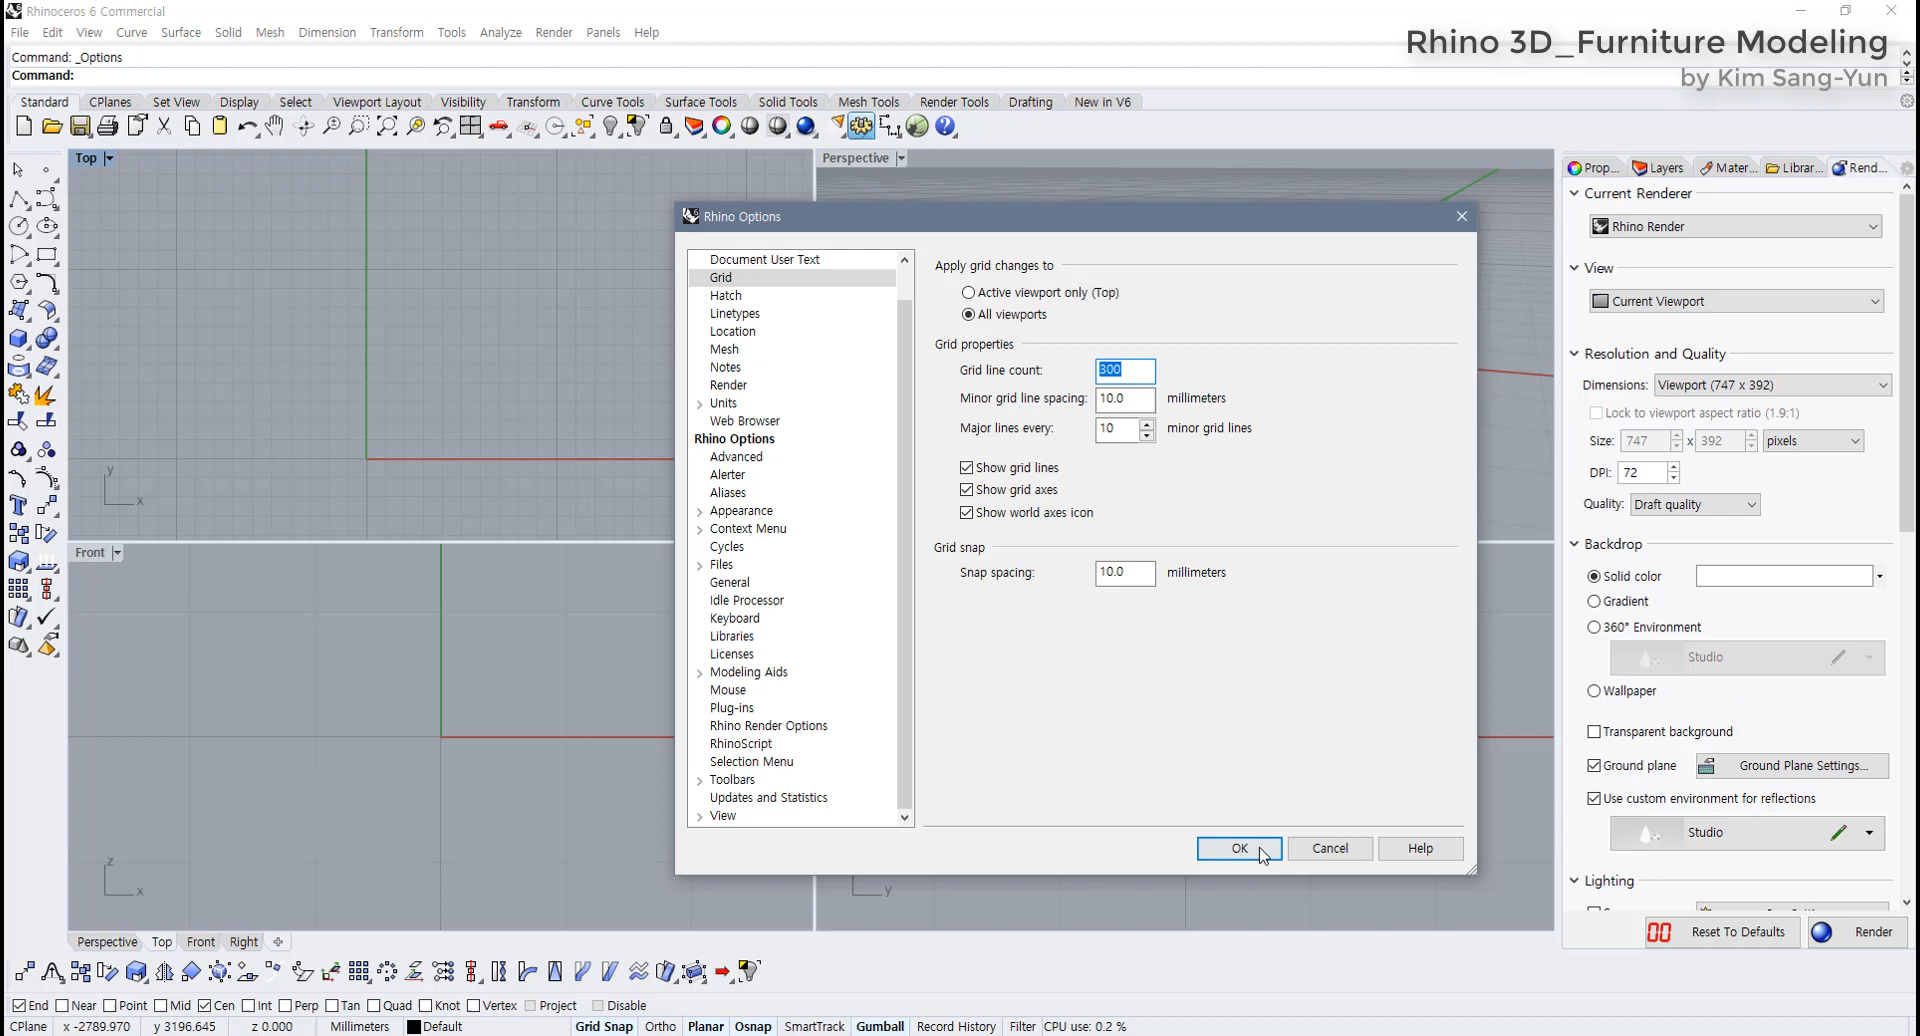 Rhinoceros 6 Commercial
File Edit View Curve Surface Solid Mesh Dimension Transform Tools Analyze Render Panels Help
Rhino 3D_Furniture Modeling
by Kim Sang-Yun
Command: _Options
Command:
Standard CPlanes Set View Display Select Viewport Layout Visibility Transform Curve Tools Surface Tools Solid Tools Mesh Tools Render Tools Drafting New in V6
Top
Perspective
Prop... Layers Mater... Librar... Rend...
Current Renderer
Rhino Render
View
Current Viewport
Resolution and Quality
Dimensions: Viewport (747 x 392)
Lock to viewport aspect ratio (1.9:1)
Size: 747 x 392 pixels
DPI: 72
Quality: Draft quality
Backdrop
Solid color
Gradient
360° Environment
Studio
Wallpaper
Transparent background
Ground plane Ground Plane Settings...
Use custom environment for reflections
Studio
Lighting
00 Reset To Defaults Render
Rhino Options
Document User Text
Grid
Hatch
Linetypes
Location
Mesh
Notes
Render
Units
Web Browser
Rhino Options
Advanced
Alerter
Aliases
Appearance
Context Menu
Cycles
Files
General
Idle Processor
Keyboard
Libraries
Licenses
Modeling Aids
Mouse
Plug-ins
Rhino Render Options
RhinoScript
Selection Menu
Toolbars
Updates and Statistics
View
Apply grid changes to
Active viewport only (Top)
All viewports
Grid properties
Grid line count: 300
Minor grid line spacing: 10.0 millimeters
Major lines every: 10 minor grid lines
Show grid lines
Show grid axes
Show world axes icon
Grid snap
Snap spacing: 10.0 millimeters
OK Cancel Help
y
x
Front
z
x
y
Perspective Top Front Right
End Near Point Mid Cen Int Perp Tan Quad Knot Vertex Project Disable
CPlane x -2789.970 y 3196.645 z 0.000 Millimeters Default Grid Snap Ortho Planar Osnap SmartTrack Gumball Record History Filter CPU use: 0.2 %